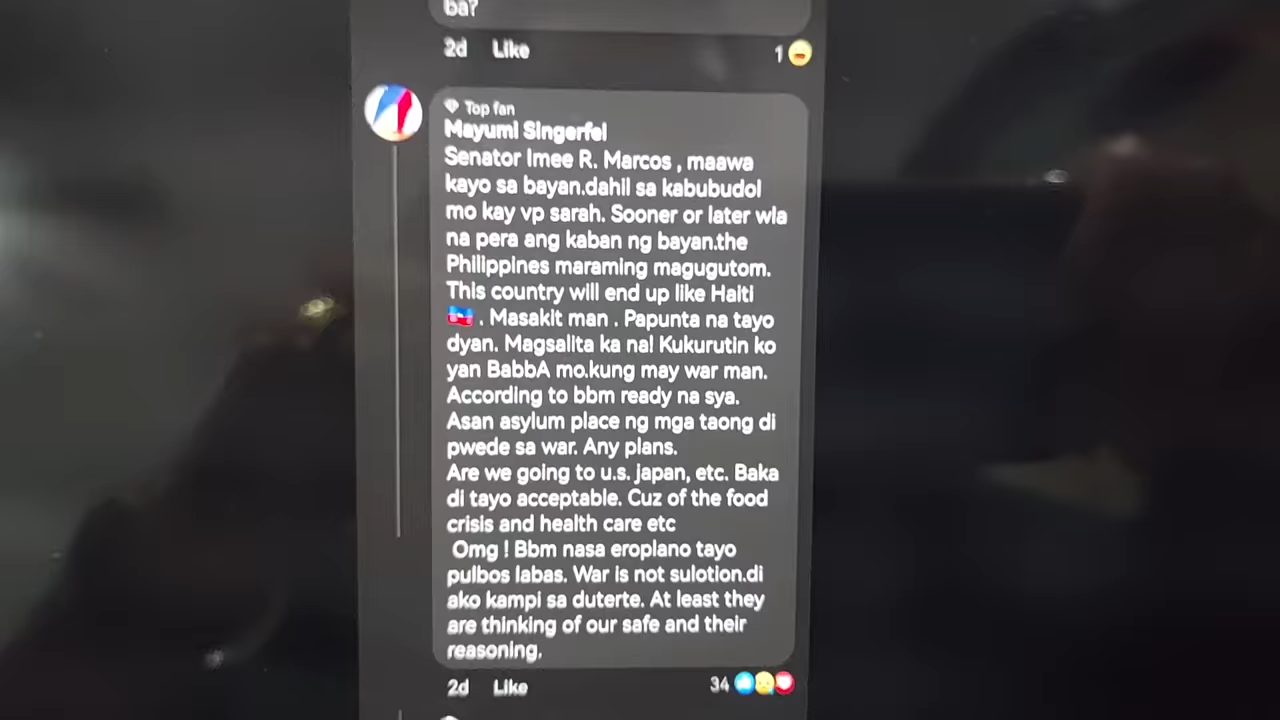 ba?
2d Like
1
Top fan
Mayumi Singerfel
Senator Imee R. Marcos , maawa
kayo sa bayan.dahil sa kabubudol
mo kay vp sarah. Sooner or later wla
na pera ang kaban ng bayan.the
Philippines maraming magugutom.
This country will end up like Haiti
🇭🇹 . Masakit man . Papunta na tayo
dyan. Magsalita ka na! Kukurutin ko
yan BabbA mo.kung may war man.
According to bbm ready na sya.
Asan asylum place ng mga taong di
pwede sa war. Any plans.
Are we going to u.s. japan, etc. Baka
di tayo acceptable. Cuz of the food
crisis and health care etc
Omg ! Bbm nasa eroplano tayo
pulbos labas. War is not sulotion.di
ako kampi sa duterte. At least they
are thinking of our safe and their
reasoning.
2d Like
34